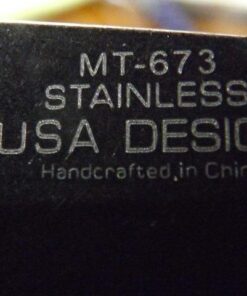 MT-673
STAINLESS
USA DESIG
Handcrafted in Chin